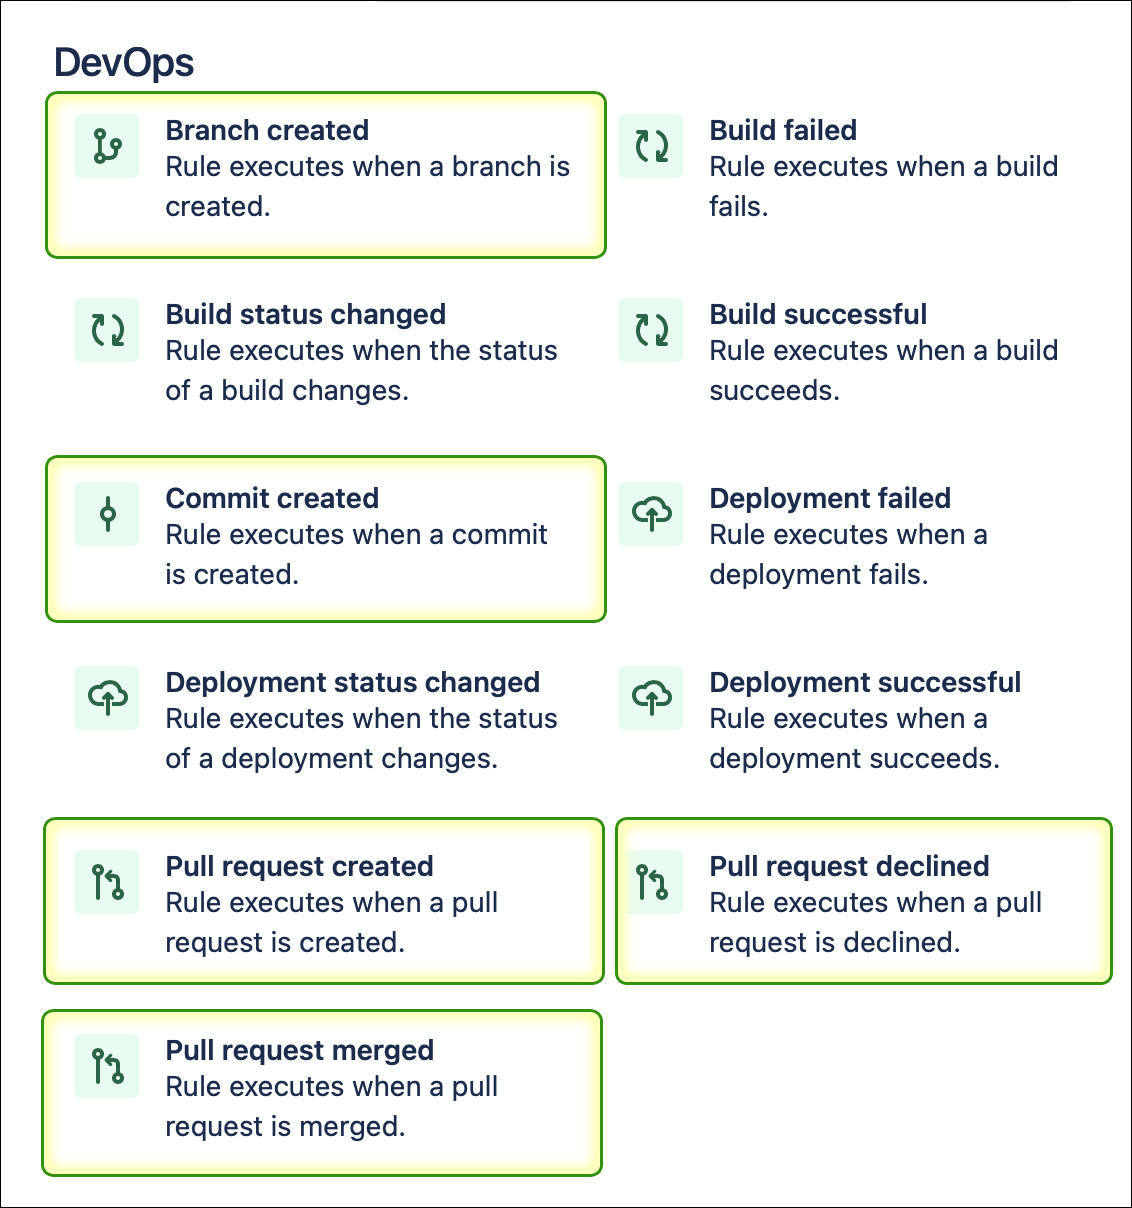 DevOps
Branch created
Rule executes when a branch is
created.
Build failed
Rule executes when a build
fails.
Build status changed
Rule executes when the status
of a build changes.
Build successful
Rule executes when a build
succeeds.
Commit created
Rule executes when a commit
is created.
Deployment failed
Rule executes when a
deployment fails.
Deployment status changed
Rule executes when the status
of a deployment changes.
Deployment successful
Rule executes when a
deployment succeeds.
Pull request created
Rule executes when a pull
request is created.
Pull request declined
Rule executes when a pull
request is declined.
Pull request merged
Rule executes when a pull
request is merged.